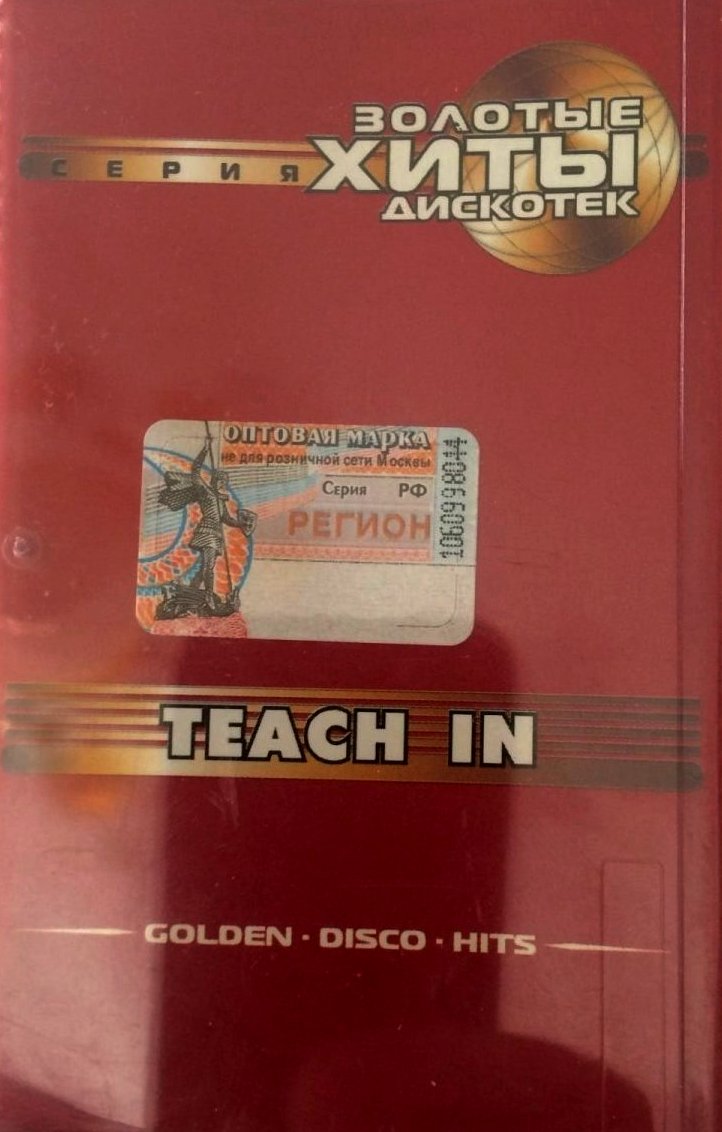 ЗОЛОТЫЕ
СЕРИЯ ХИТЫ
ДИСКОТЕК
ОПТОВАЯ МАРКА
не для розничной сети Москвы
Серия РФ
РЕГИОН
1060998011
TEACH IN
GOLDEN · DISCO · HITS